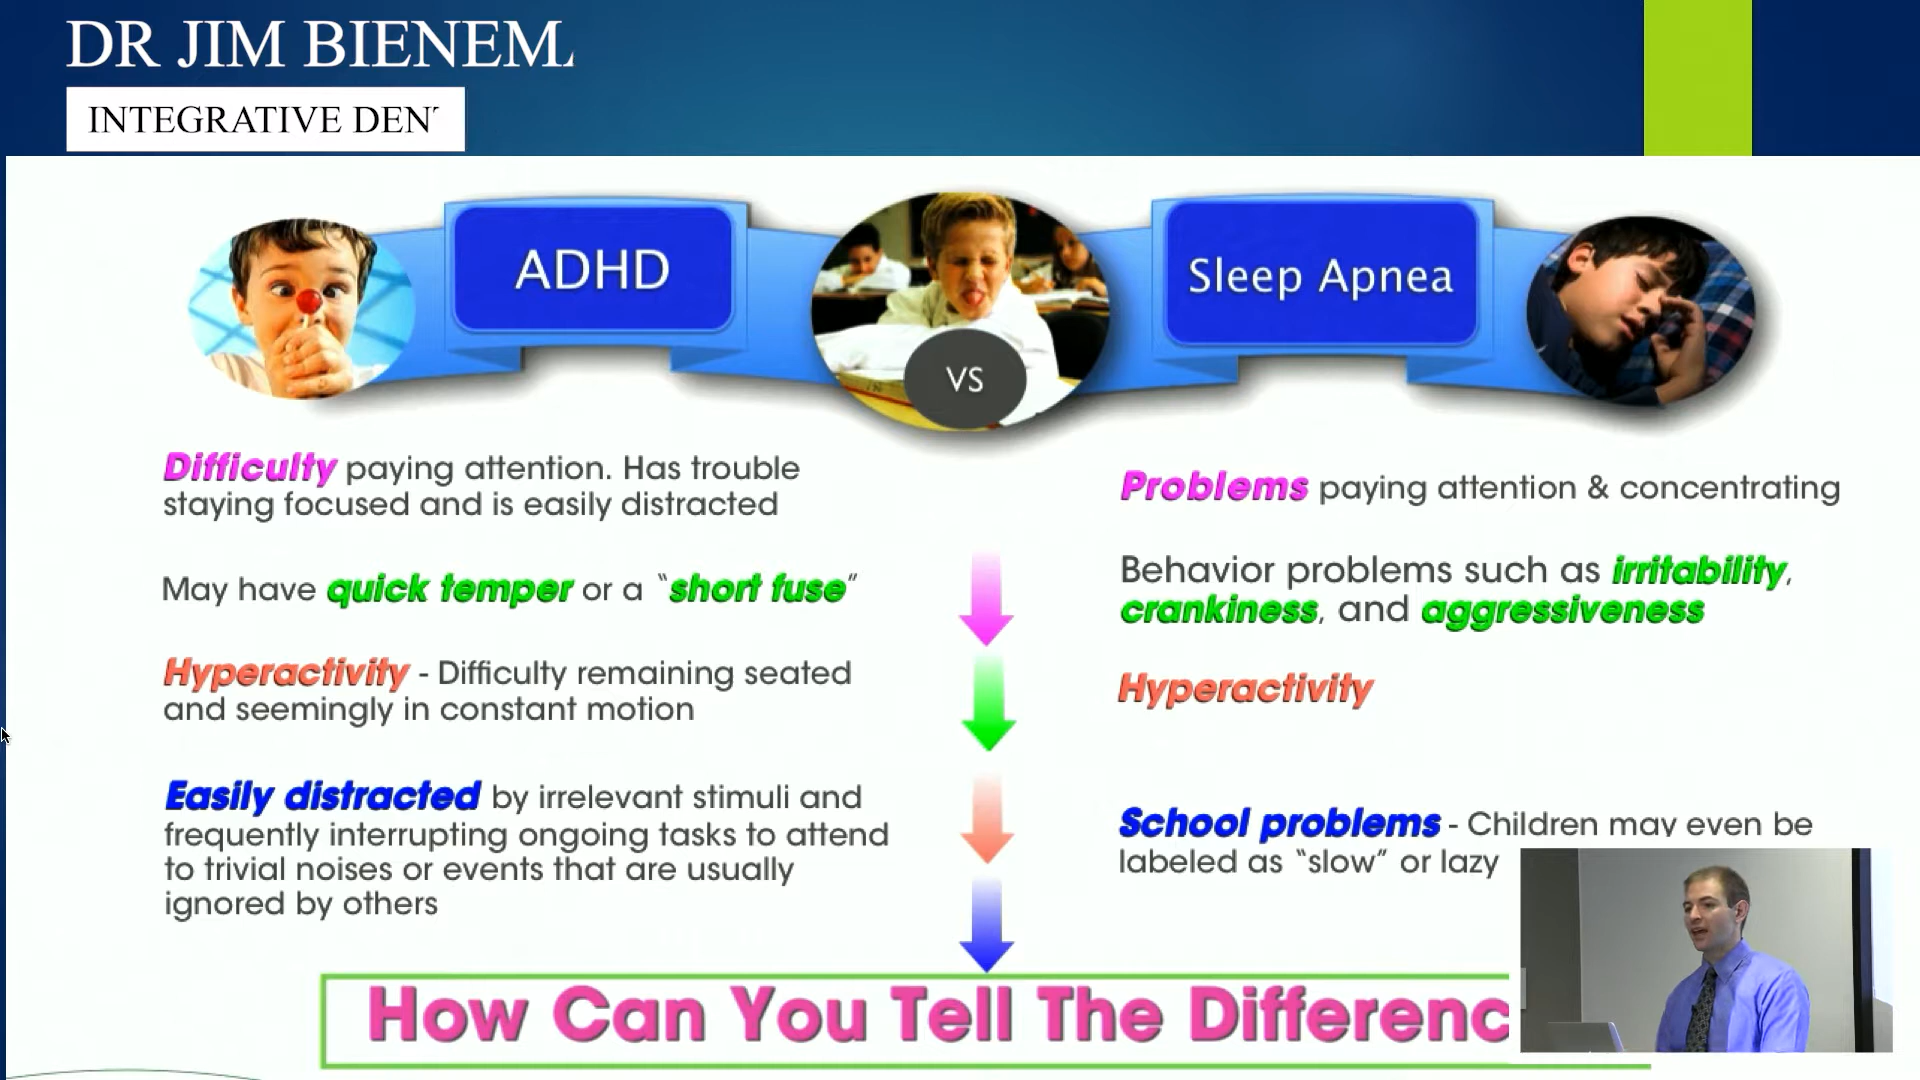 DR JIM BIENEM
INTEGRATIVE DEN
ADHD
VS
Sleep Apnea
Difficulty paying attention. Has trouble
staying focused and is easily distracted
May have quick temper or a “short fuse”
Hyperactivity - Difficulty remaining seated
and seemingly in constant motion
Easily distracted by irrelevant stimuli and
frequently interrupting ongoing tasks to attend
to trivial noises or events that are usually
ignored by others
Problems paying attention & concentrating
Behavior problems such as irritability,
crankiness, and aggressiveness
Hyperactivity
School problems - Children may even be
labeled as “slow” or lazy
How Can You Tell The Differenc